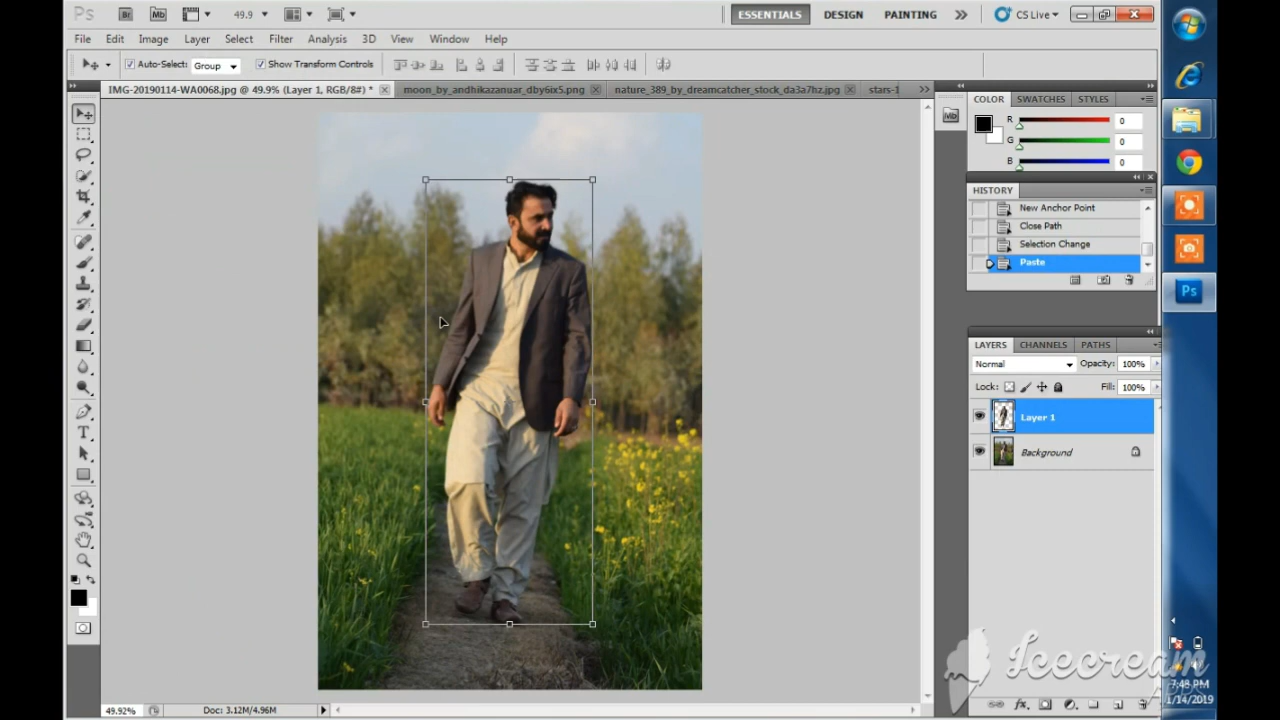 Ps Br Mb 49.9 ESSENTIALS DESIGN PAINTING CS Live
File Edit Image Layer Select Filter Analysis 3D View Window Help
Auto-Select: Group Show Transform Controls
IMG-20190114-WA0068.jpg @ 49.9% (Layer 1, RGB/8#) * moon_by_andhikazanuar_dby6ix5.png nature_389_by_dreamcatcher_stock_da3a7hz.jpg stars-1
COLOR SWATCHES STYLES
R 0
G 0
B 0
HISTORY
New Anchor Point
Close Path
Selection Change
Paste
Ps
LAYERS CHANNELS PATHS
Normal Opacity: 100%
Lock: Fill: 100%
Layer 1
Background
Icecream
Apps
7:48 PM
1/14/2019
49.92% Doc: 3.12M/4.96M